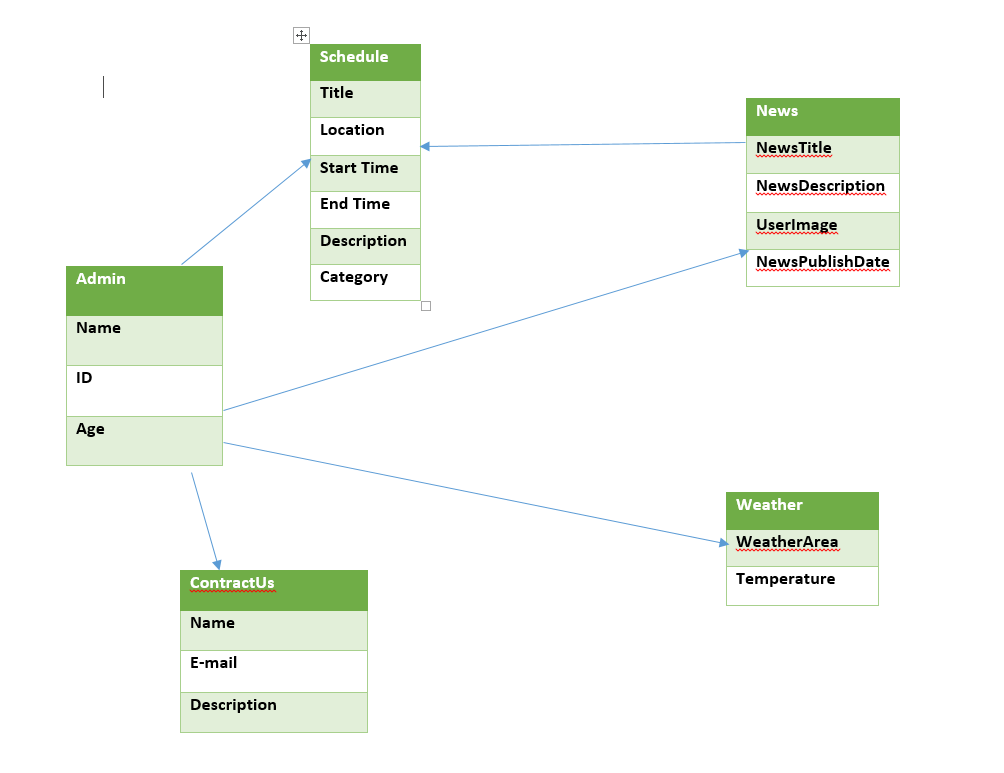 Schedule
Title
Location
Start Time
End Time
Description
Category
News
NewsTitle
NewsDescription
UserImage
NewsPublishDate
Admin
Name
ID
Age
Weather
WeatherArea
Temperature
ContractUs
Name
E-mail
Description